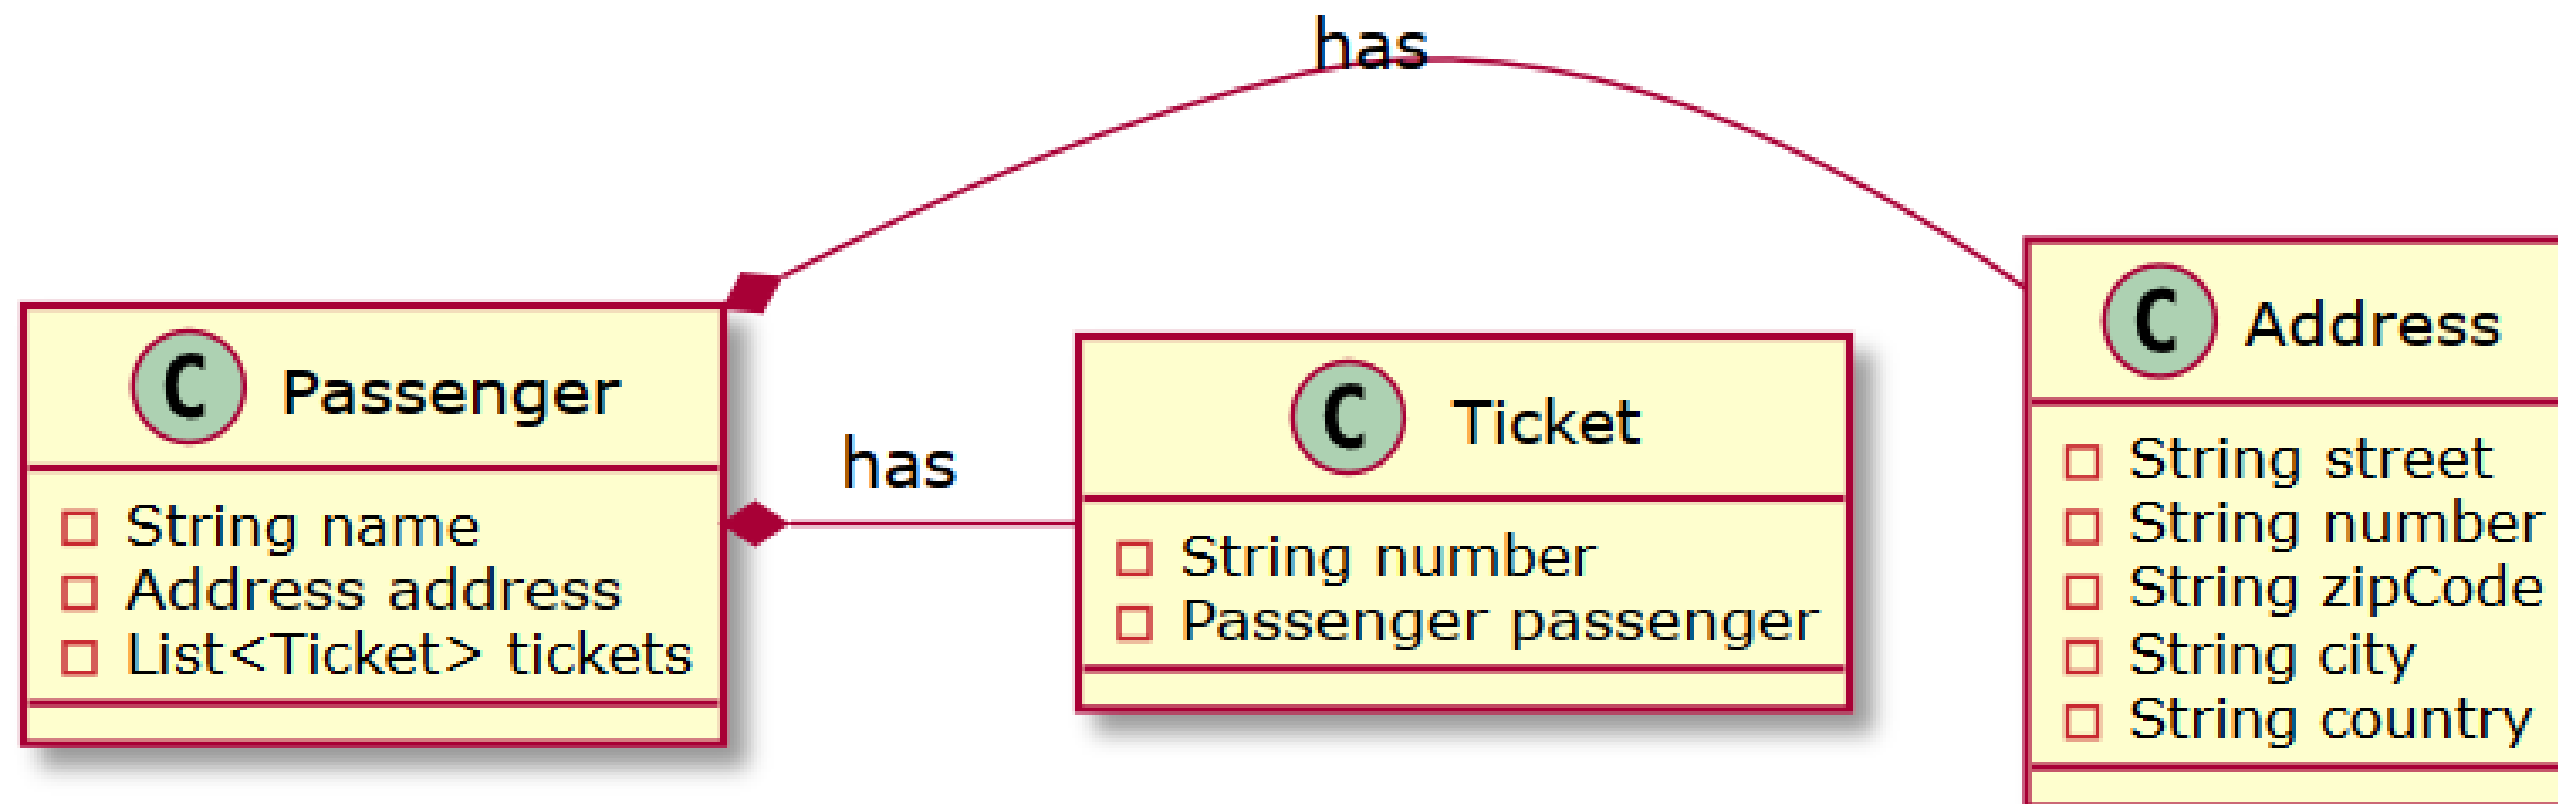 has
C Passenger
String name
Address address
List<Ticket> tickets
has
C Ticket
String number
Passenger passenger
C Address
String street
String number
String zipCode
String city
String country